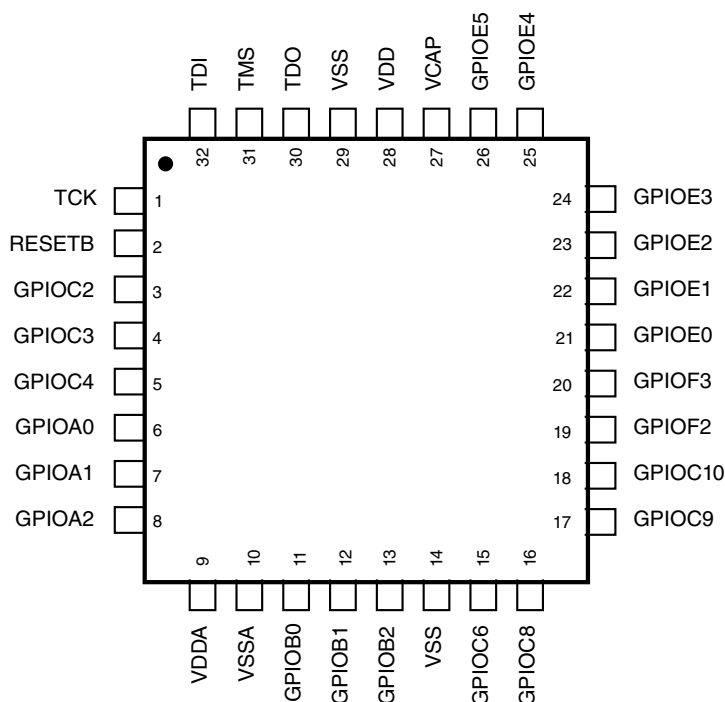 TDI
TMS
TDO
VSS
VDD
VCAP
GPIOE5
GPIOE4
32
31
30
29
28
27
26
25
TCK 1
RESETB 2
GPIOC2 3
GPIOC3 4
GPIOC4 5
GPIOA0 6
GPIOA1 7
GPIOA2 8
24 GPIOE3
23 GPIOE2
22 GPIOE1
21 GPIOE0
20 GPIOF3
19 GPIOF2
18 GPIOC10
17 GPIOC9
9
10
11
12
13
14
15
16
VDDA
VSSA
GPIOB0
GPIOB1
GPIOB2
VSS
GPIOC6
GPIOC8